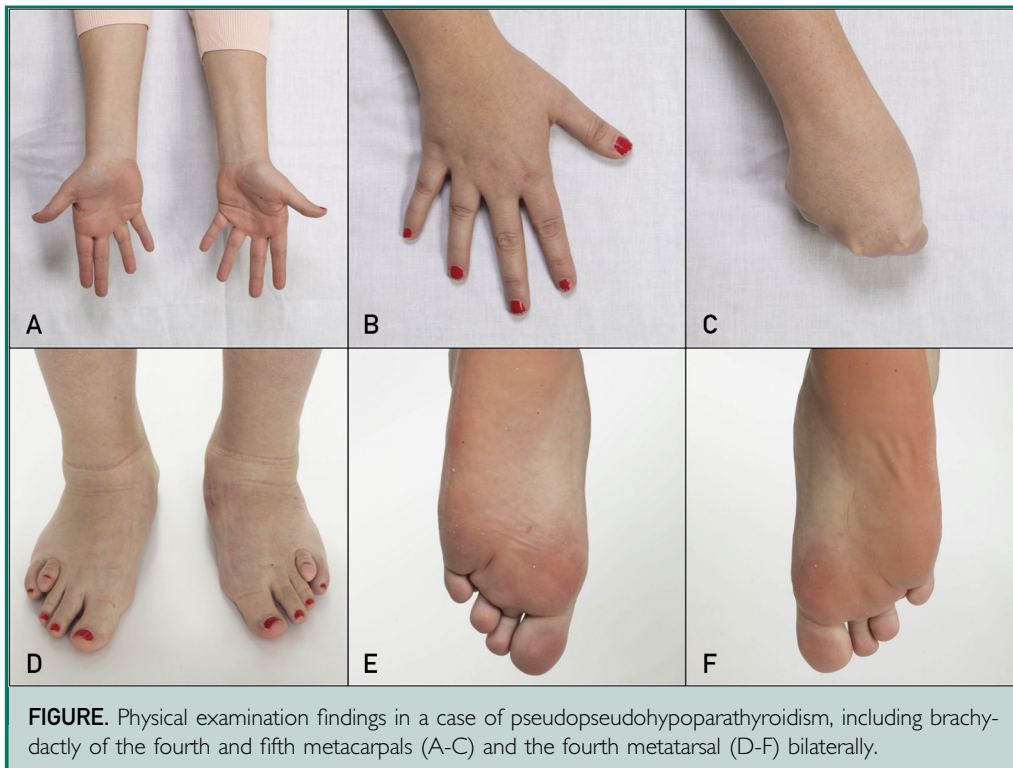 A
B
C
D
E
F
FIGURE. Physical examination findings in a case of pseudopseudohypoparathyroidism, including brachy-
dactly of the fourth and fifth metacarpals (A-C) and the fourth metatarsal (D-F) bilaterally.